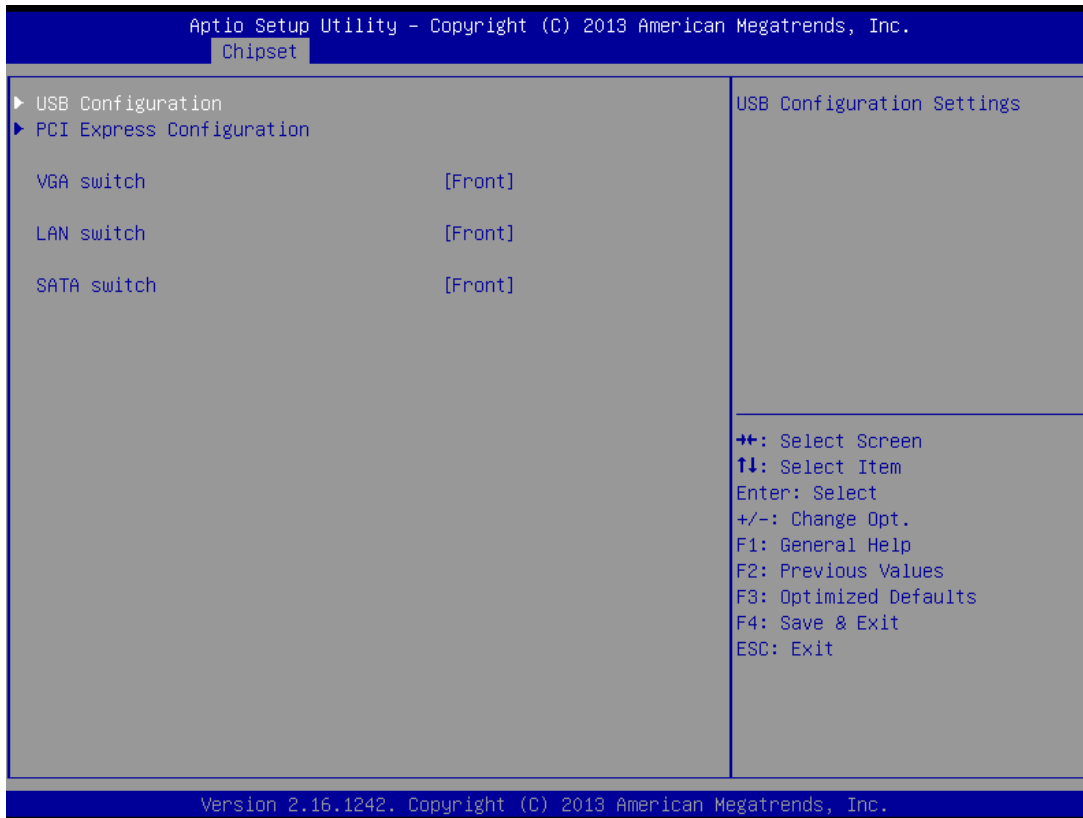 Aptio Setup Utility – Copyright (C) 2013 American Megatrends, Inc.
Chipset
▶ USB Configuration
▶ PCI Express Configuration
VGA switch [Front]
LAN switch [Front]
SATA switch [Front]
USB Configuration Settings
→←: Select Screen
↑↓: Select Item
Enter: Select
+/-: Change Opt.
F1: General Help
F2: Previous Values
F3: Optimized Defaults
F4: Save & Exit
ESC: Exit
Version 2.16.1242. Copyright (C) 2013 American Megatrends, Inc.